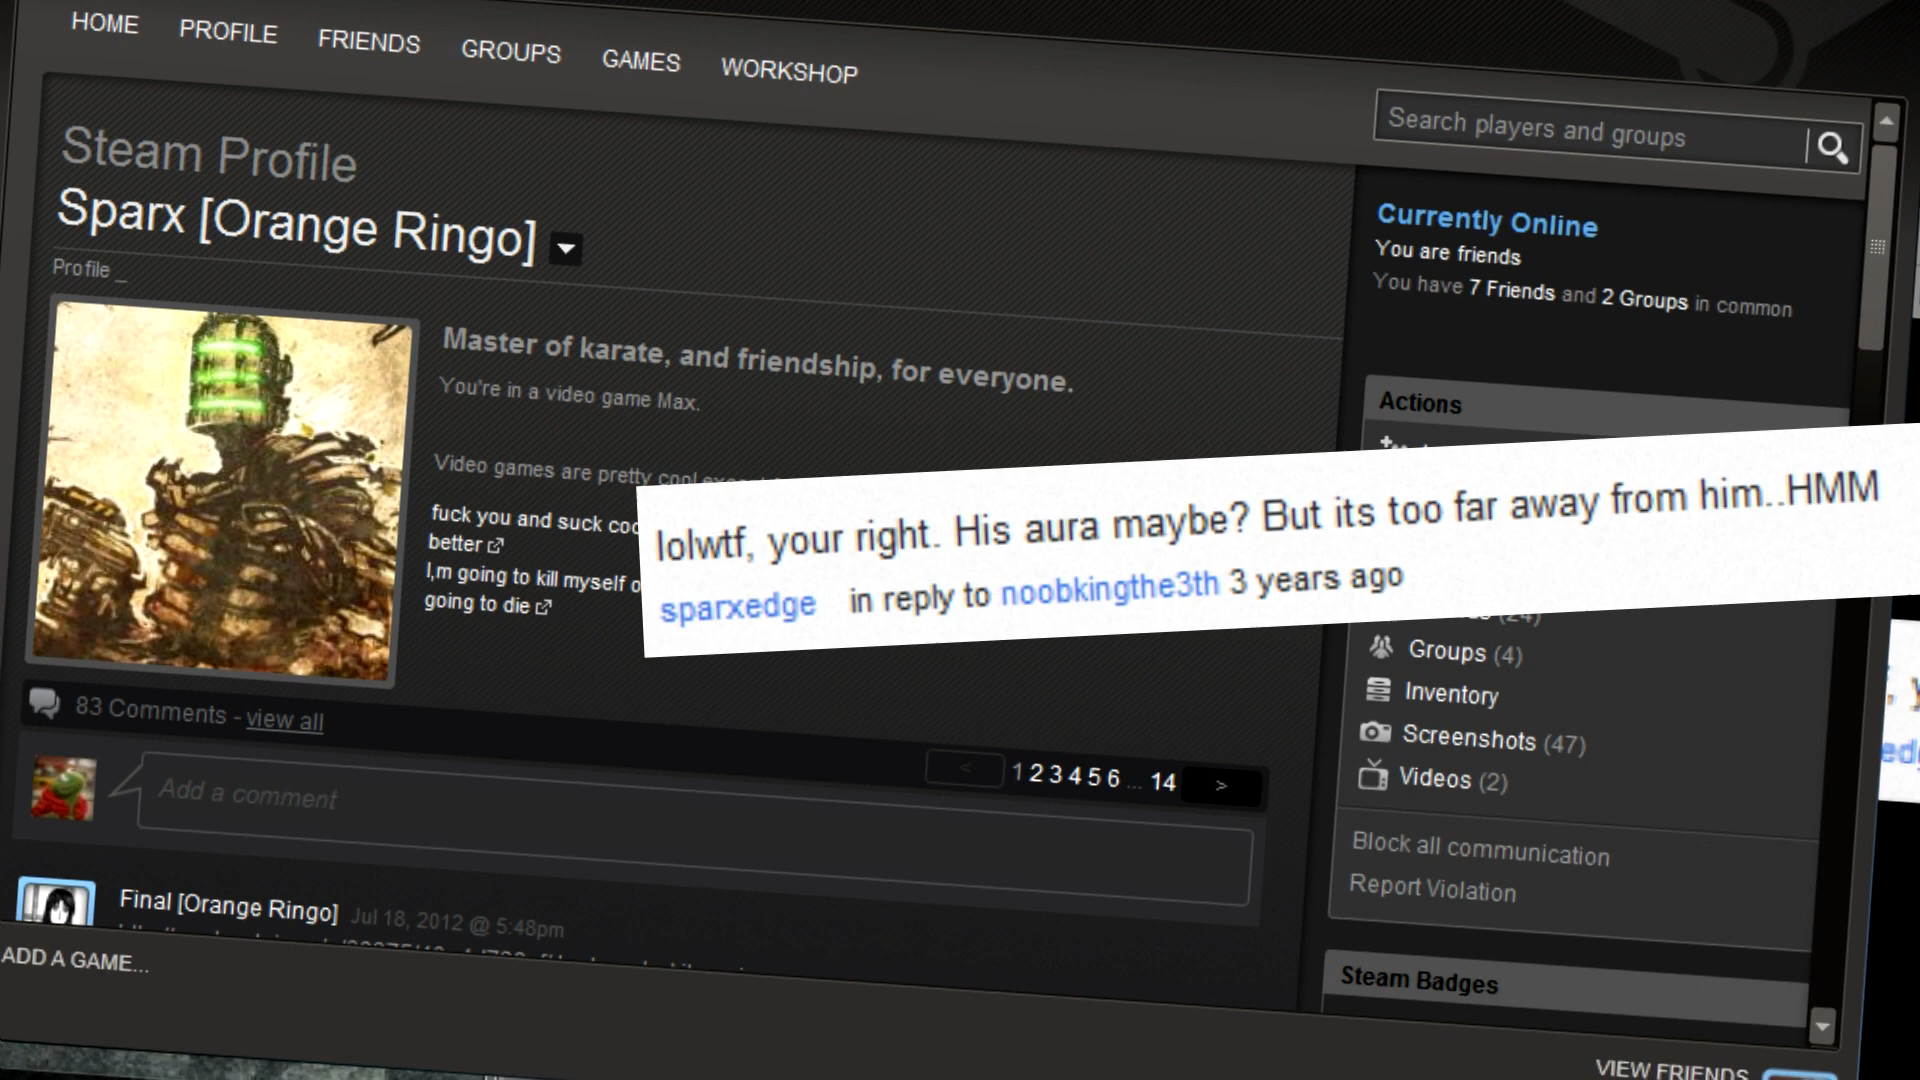 HOME PROFILE FRIENDS GROUPS GAMES WORKSHOP
Search players and groups
Steam Profile
Sparx [Orange Ringo]
Profile _
Master of karate, and friendship, for everyone.
You're in a video game Max.
Video games are pretty cool
fuck you and suck
better
I,m going to kill myself
going to die
Currently Online
You are friends
You have 7 Friends and 2 Groups in common
Actions
lolwtf, your right. His aura maybe? But its too far away from him..HMM
sparxedge in reply to noobkingthe3th 3 years ago
(24)
Groups (4)
Inventory
Screenshots (47)
Videos (2)
Block all communication
Report Violation
Steam Badges
83 Comments - view all
< 1 2 3 4 5 6 ... 14 >
Add a comment
Final [Orange Ringo] Jul 18, 2012 @ 5:48pm
ADD A GAME...
VIEW FRIENDS